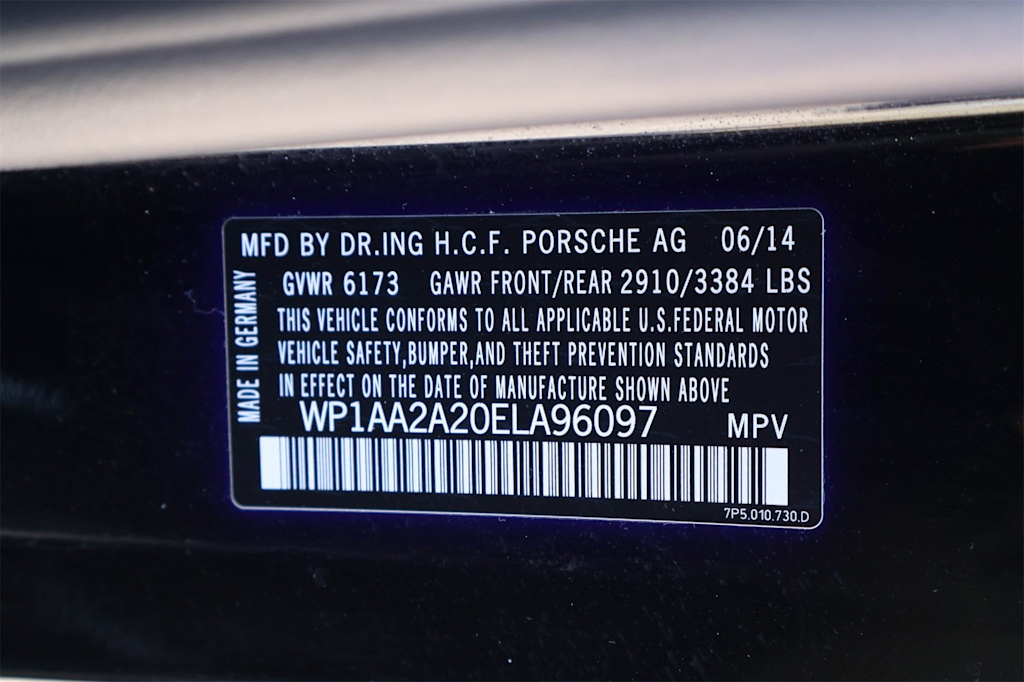 MFD BY DR.ING H.C.F. PORSCHE AG 06/14
GVWR 6173 GAWR FRONT/REAR 2910/3384 LBS
MADE IN GERMANY
THIS VEHICLE CONFORMS TO ALL APPLICABLE U.S.FEDERAL MOTOR
VEHICLE SAFETY,BUMPER,AND THEFT PREVENTION STANDARDS
IN EFFECT ON THE DATE OF MANUFACTURE SHOWN ABOVE
WP1AA2A20ELA96097 MPV
7P5.010.730.D